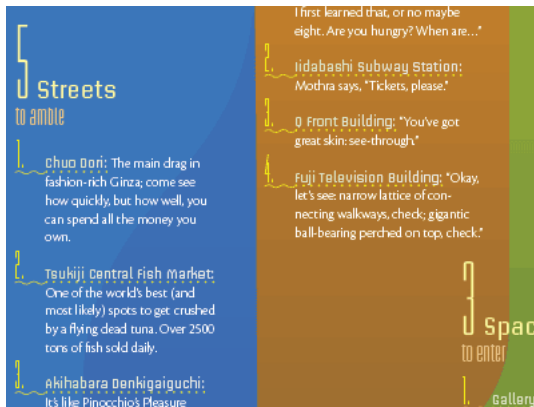 5 Streets
to amble
1. Chuo Dori: The main drag in
fashion-rich Ginza; come see
how quickly, but how well, you
can spend all the money you
own.
2. Tsukiji Central Fish Market:
One of the world's best (and
most likely) spots to get crushed
by a flying dead tuna. Over 2500
tons of fish sold daily.
3. Akihabara Denkigaiguchi:
It's like Pinocchio's Pleasure
I first learned that, or no maybe
eight. Are you hungry? When are..."
2. Iidabashi Subway Station:
Mothra says, "Tickets, please."
3. Q Front Building: "You've got
great skin: see-through."
4. Fuji Television Building: "Okay,
let's see: narrow lattice of con-
necting walkways, check; gigantic
ball-bearing perched on top, check."
3 Spac
to enter
1. Gallery